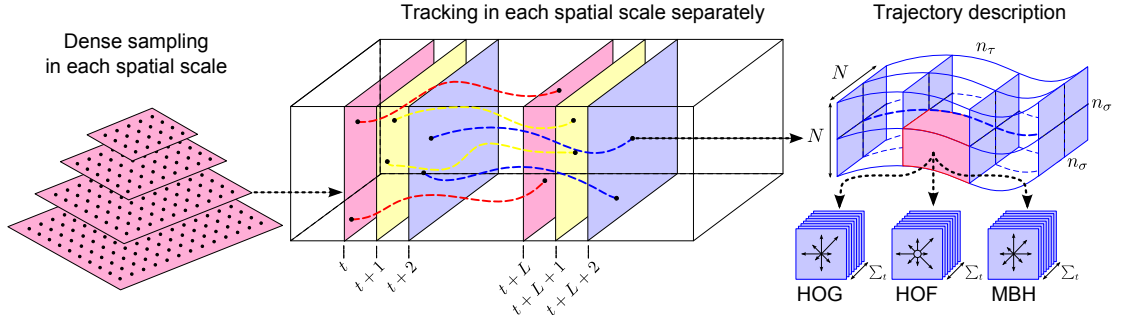 Dense sampling
in each spatial scale
Tracking in each spatial scale separately
Trajectory description
t
t + 1
t + 2
t + L
t + L + 1
t + L + 2
N
N
n_τ
n_σ
n_σ
Σ_t
Σ_t
Σ_t
HOG
HOF
MBH